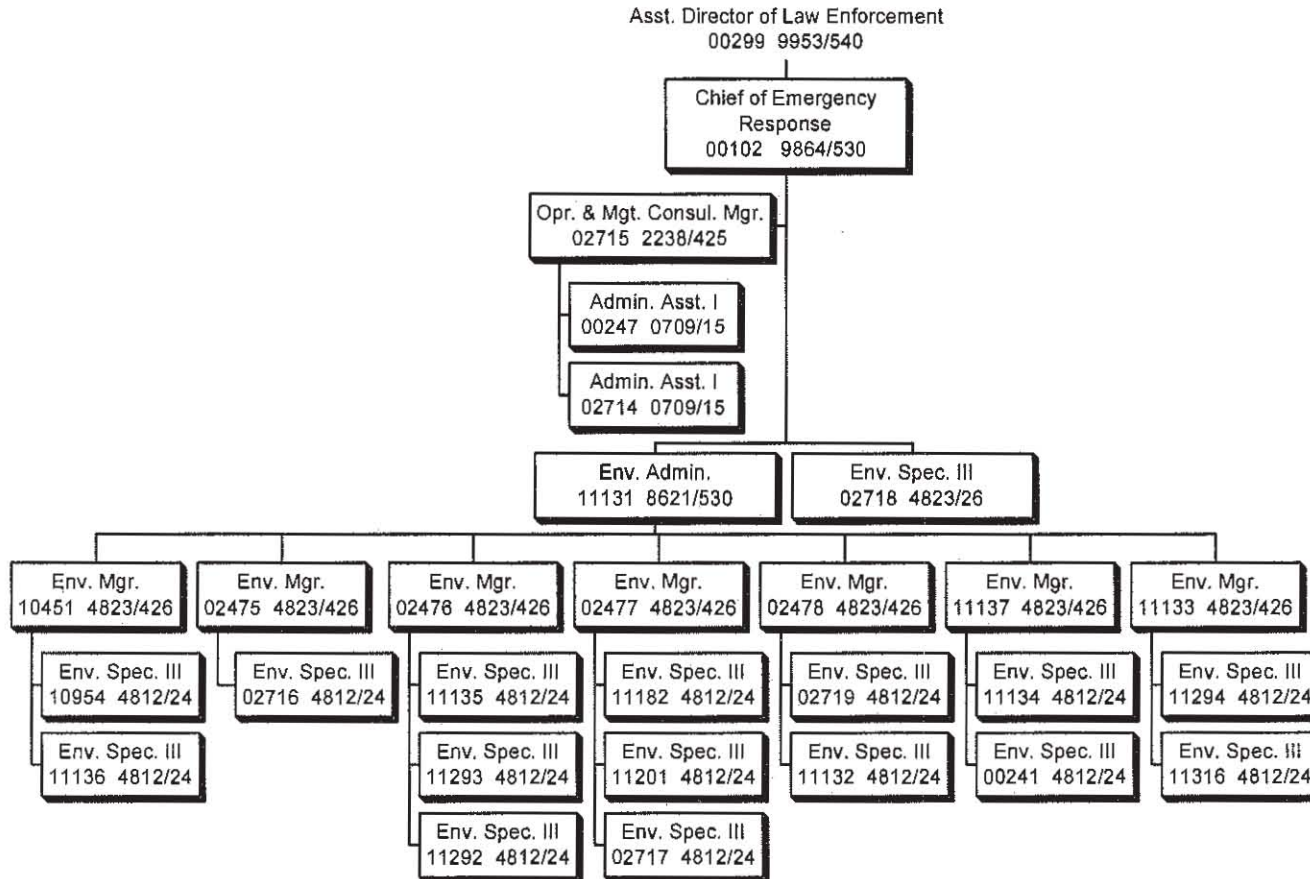 Asst. Director of Law Enforcement
00299 9953/540
Chief of Emergency
Response
00102 9864/530
Opr. & Mgt. Consul. Mgr.
02715 2238/425
Admin. Asst. I
00247 0709/15
Admin. Asst. I
02714 0709/15
Env. Admin.
11131 8621/530
Env. Spec. III
02718 4823/26
Env. Mgr.
10451 4823/426
Env. Spec. III
10954 4812/24
Env. Spec. III
11136 4812/24
Env. Mgr.
02475 4823/426
Env. Spec. III
02716 4812/24
Env. Mgr.
02476 4823/426
Env. Spec. III
11135 4812/24
Env. Spec. III
11293 4812/24
Env. Spec. III
11292 4812/24
Env. Mgr.
02477 4823/426
Env. Spec. III
11182 4812/24
Env. Spec. III
11201 4812/24
Env. Spec. III
02717 4812/24
Env. Mgr.
02478 4823/426
Env. Spec. III
02719 4812/24
Env. Spec. III
11132 4812/24
Env. Mgr.
11137 4823/426
Env. Spec. III
11134 4812/24
Env. Spec. III
00241 4812/24
Env. Mgr.
11133 4823/426
Env. Spec. III
11294 4812/24
Env. Spec. III
11316 4812/24